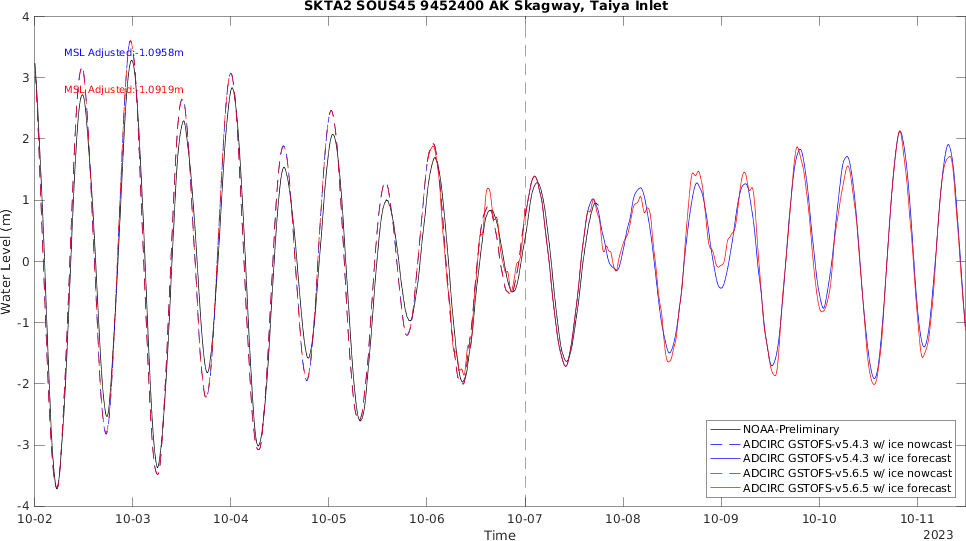 SKTA2 SOUS45 9452400 AK Skagway, Taiya Inlet
4
3
2
1
0
-1
-2
-3
-4
Water Level (m)
MSL Adjusted:-1.0958m
MSL Adjusted:-1.0919m
NOAA-Preliminary
ADCIRC GSTOFS-v5.4.3 w/ ice nowcast
ADCIRC GSTOFS-v5.4.3 w/ ice forecast
ADCIRC GSTOFS-v5.6.5 w/ ice nowcast
ADCIRC GSTOFS-v5.6.5 w/ ice forecast
10-02 10-03 10-04 10-05 10-06 10-07 10-08 10-09 10-10 10-11
Time
2023